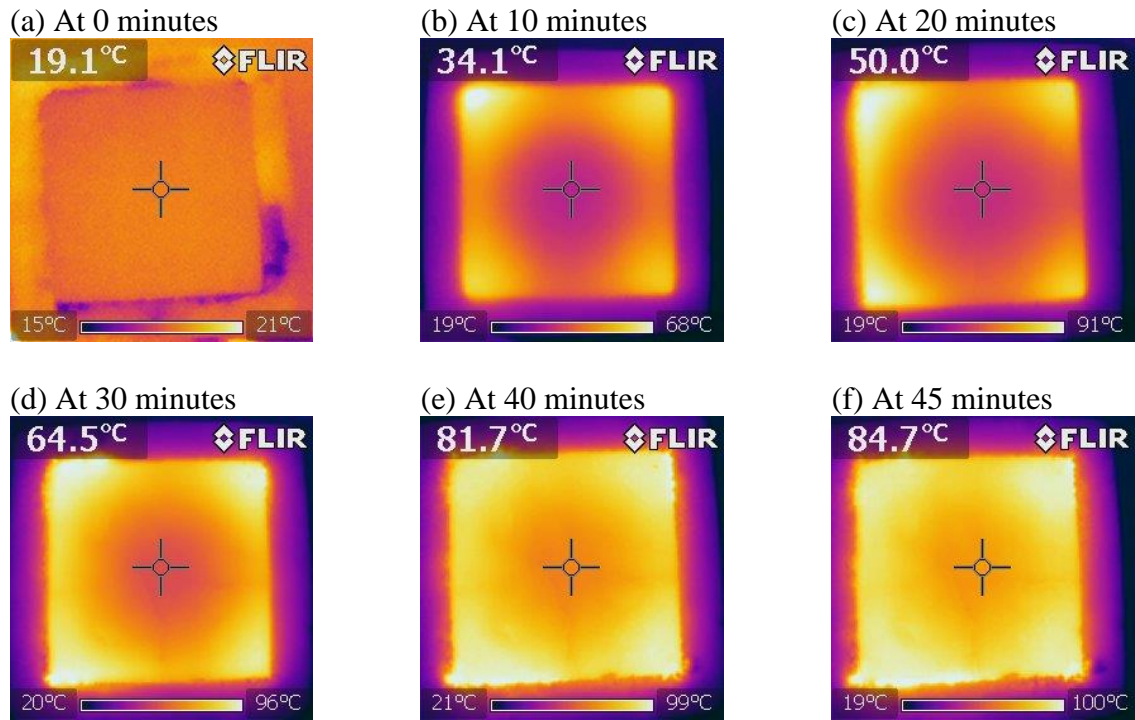 (a) At 0 minutes
19.1°C FLIR
15°C 21°C
(b) At 10 minutes
34.1°C FLIR
19°C 68°C
(c) At 20 minutes
50.0°C FLIR
19°C 91°C
(d) At 30 minutes
64.5°C FLIR
20°C 96°C
(e) At 40 minutes
81.7°C FLIR
21°C 99°C
(f) At 45 minutes
84.7°C FLIR
19°C 100°C